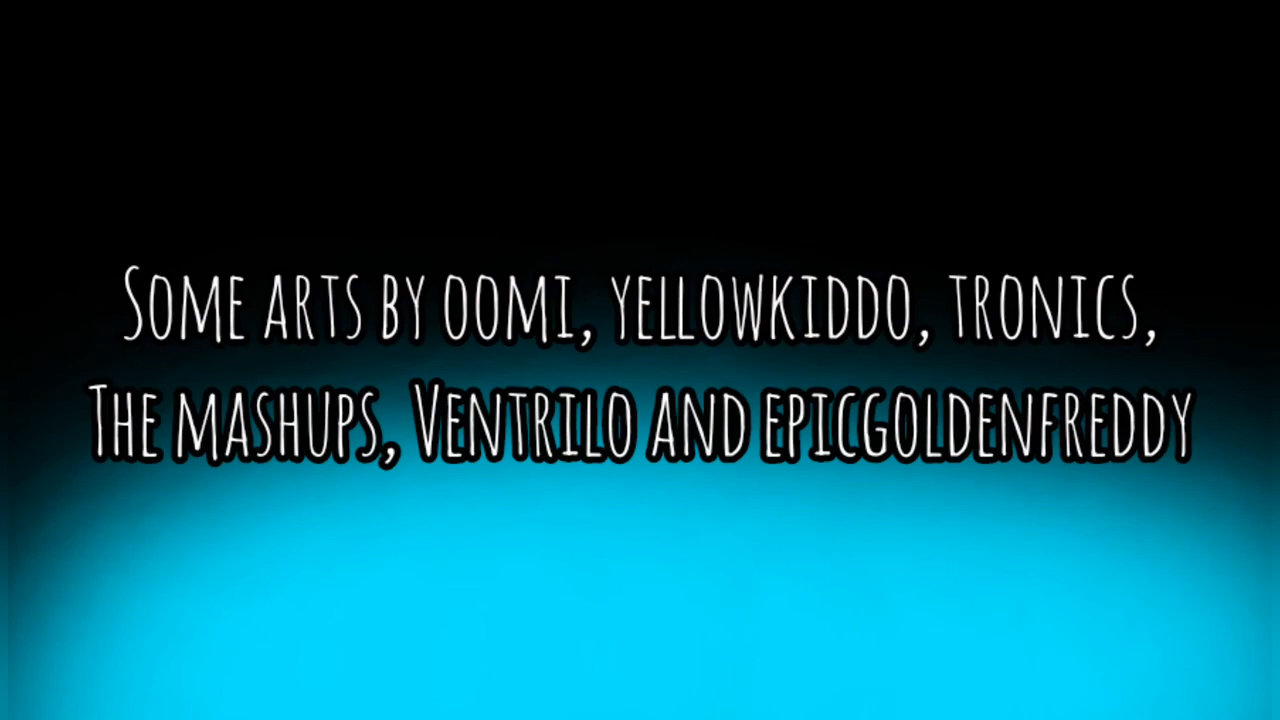 Some arts by oomi, yellowkiddo, tronics,
The mashups, Ventrilo and epicgoldenfreddy